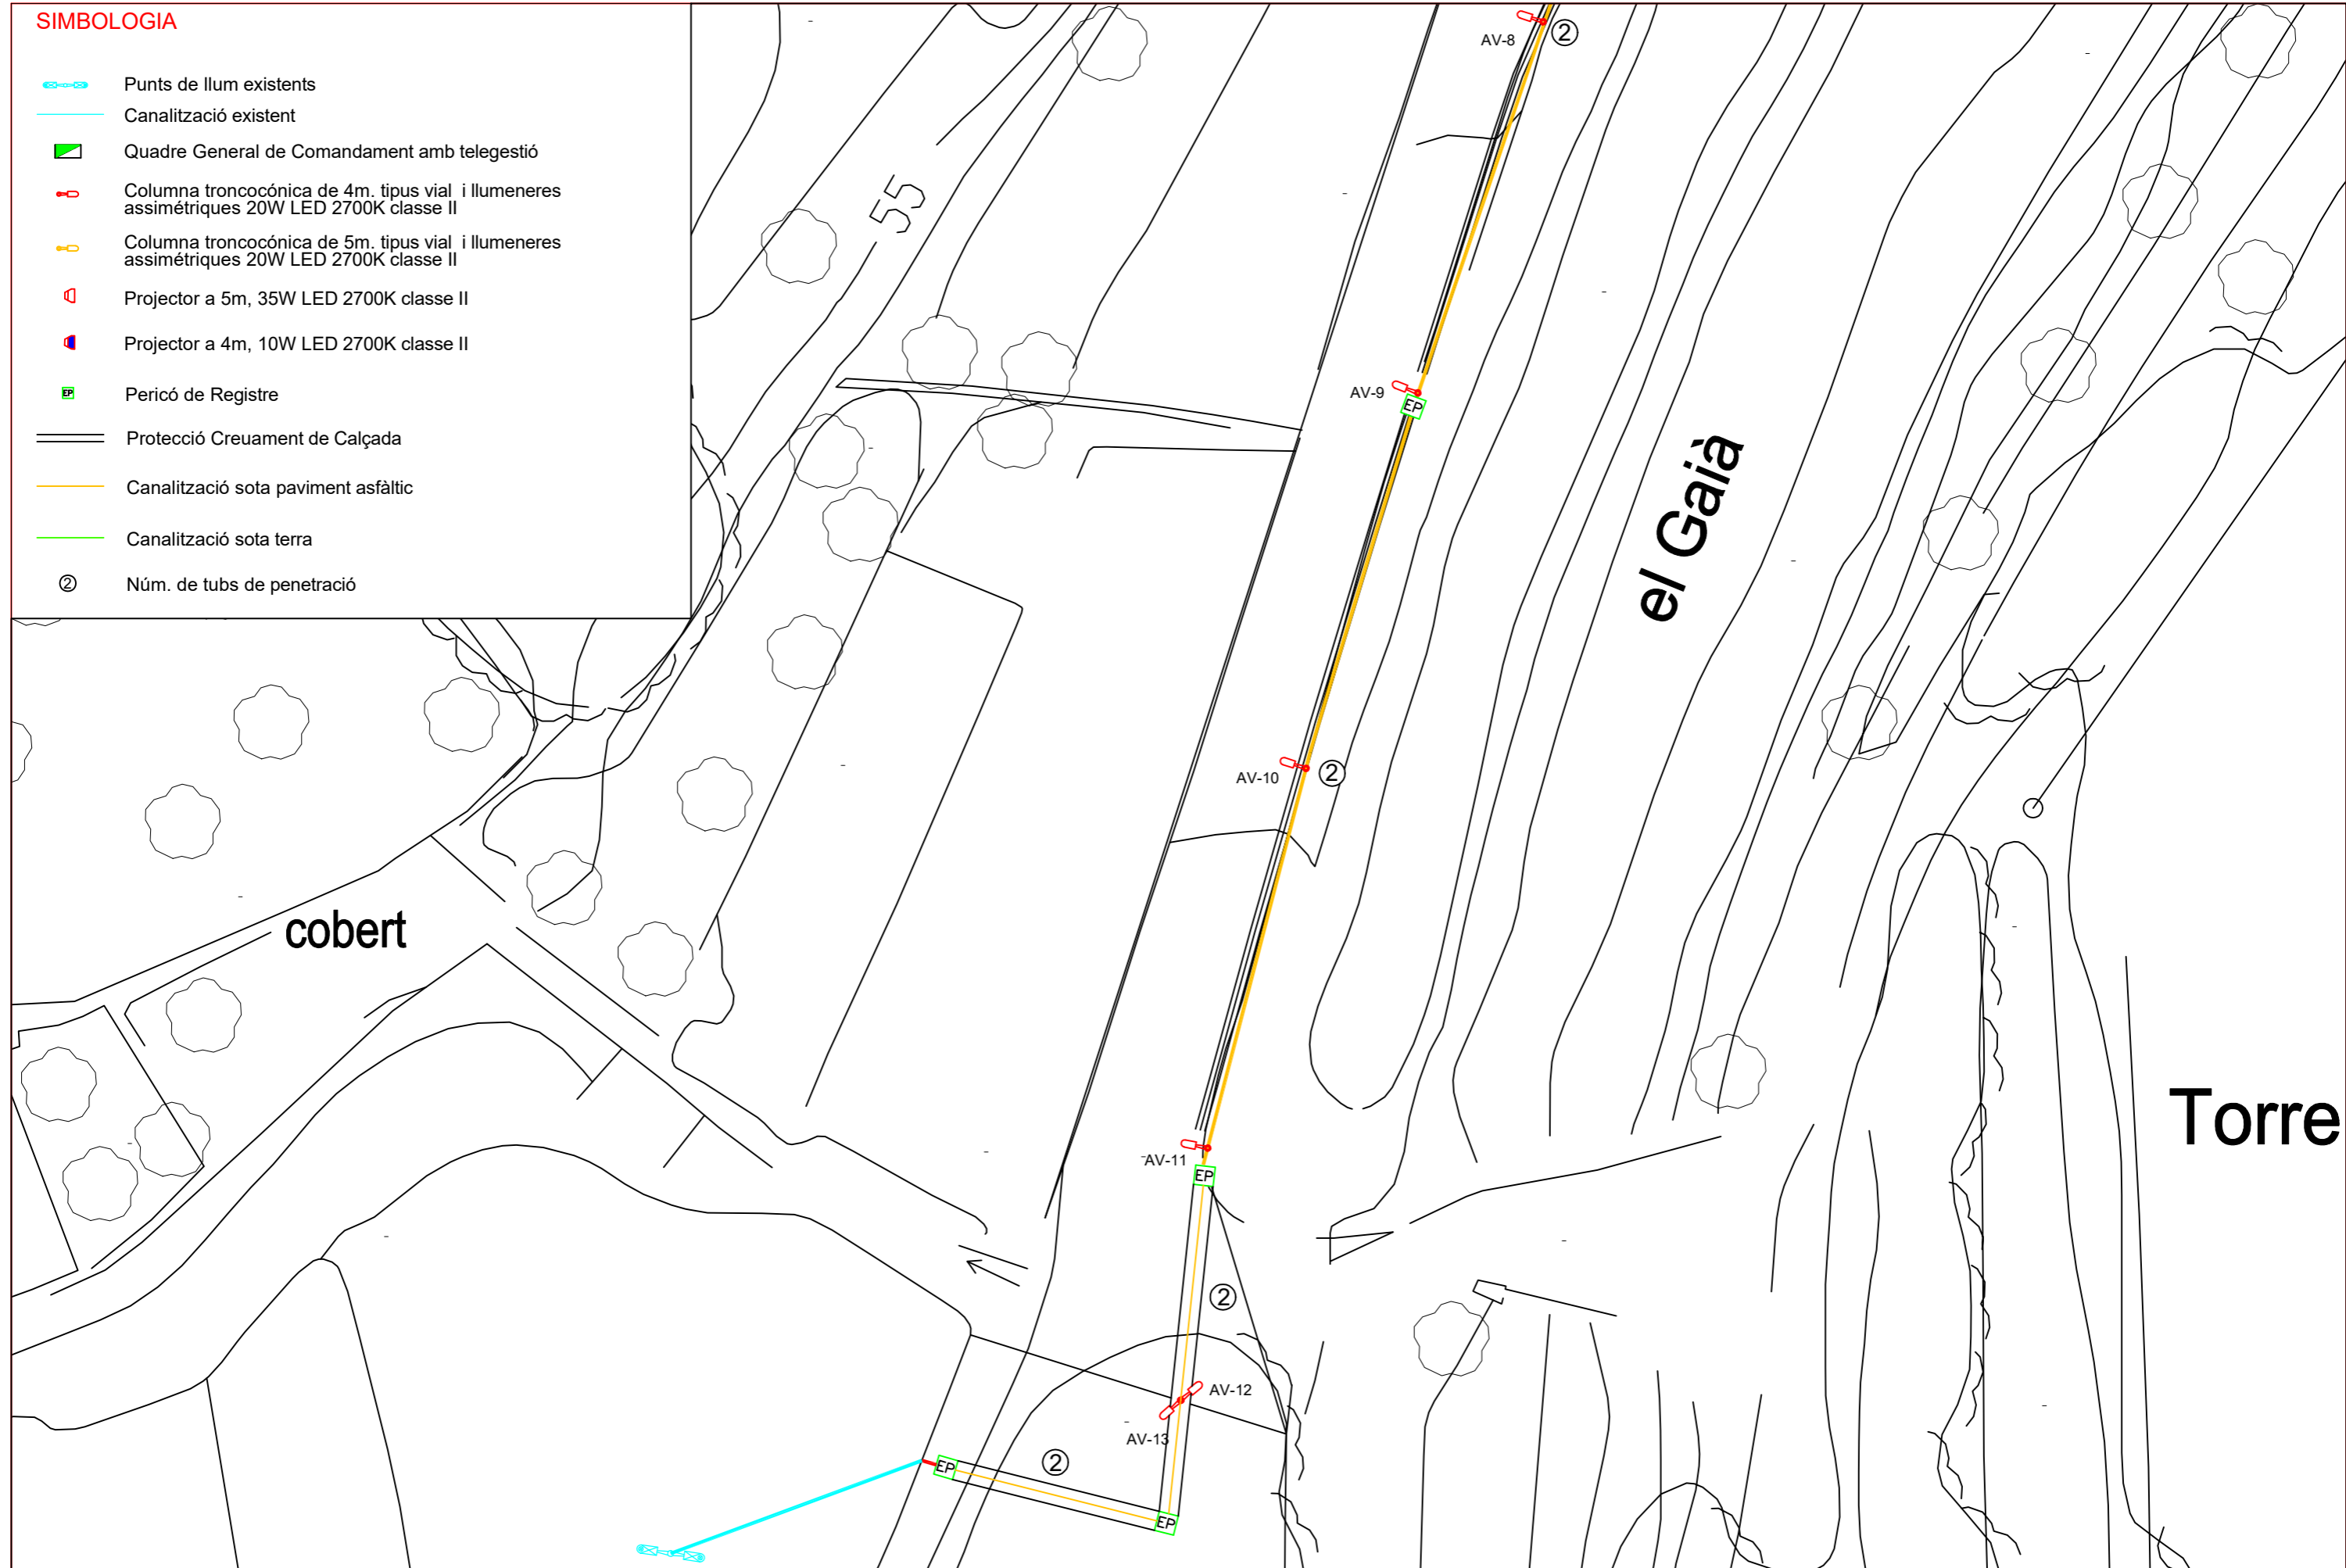 SIMBOLOGIA
Punts de llum existents
Canalització existent
Quadre General de Comandament amb telegestió
Columna troncocónica de 4m. tipus vial i llumeneres
assimétriques 20W LED 2700K classe II
Columna troncocónica de 5m. tipus vial i llumeneres
assimétriques 20W LED 2700K classe II
Projector a 5m, 35W LED 2700K classe II
Projector a 4m, 10W LED 2700K classe II
EP
Pericó de Registre
Protecció Creuament de Calçada
Canalització sota paviment asfàltic
Canalització sota terra
2
Núm. de tubs de penetració
AV-8
2
55
AV-9
EP
el Gaià
AV-10
2
cobert
Torre
AV-11
EP
2
AV-12
AV-13
2
EP
EP